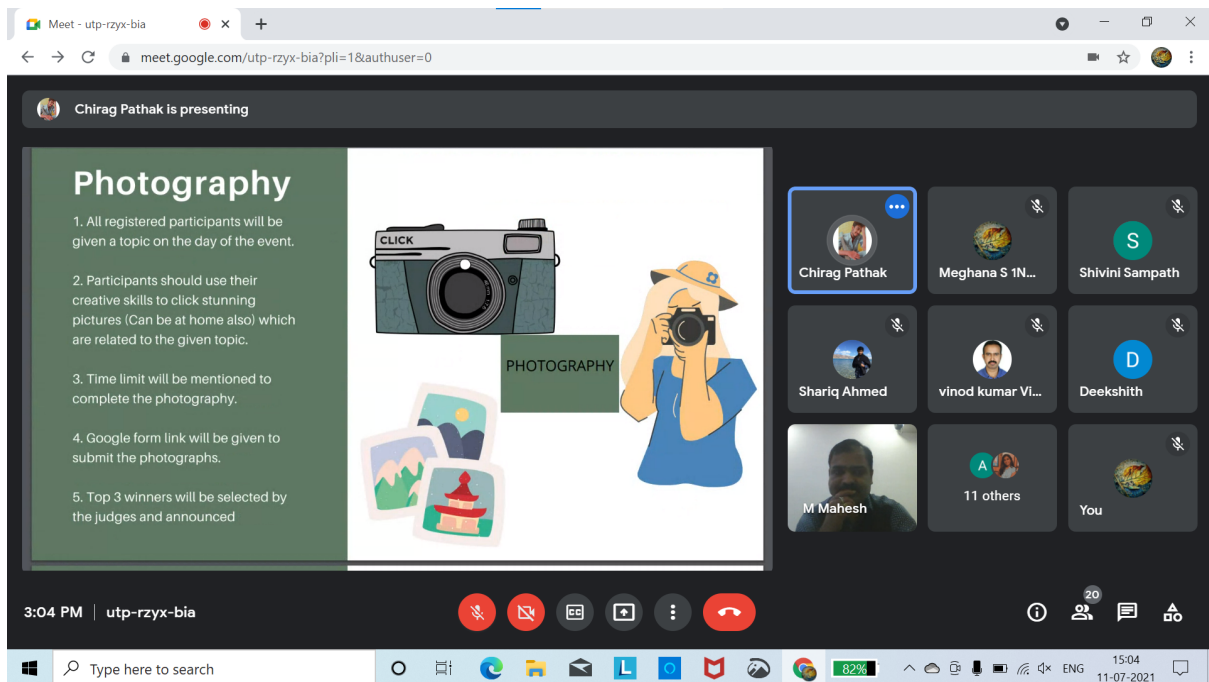 Meet - utp-rzyx-bia
meet.google.com/utp-rzyx-bia?pli=1&authuser=0
Chirag Pathak is presenting
Photography
1. All registered participants will be
given a topic on the day of the event.
2. Participants should use their
creative skills to click stunning
pictures (Can be at home also) which
are related to the given topic.
3. Time limit will be mentioned to
complete the photography.
4. Google form link will be given to
submit the photographs.
5. Top 3 winners will be selected by
the judges and announced
CLICK
PHOTOGRAPHY
Chirag Pathak
Meghana S 1N...
S
Shivini Sampath
Shariq Ahmed
vinod kumar Vi...
D
Deekshith
M Mahesh
A
11 others
You
3:04 PM | utp-rzyx-bia
CC
20
Type here to search
L
82%
ENG
15:04
11-07-2021